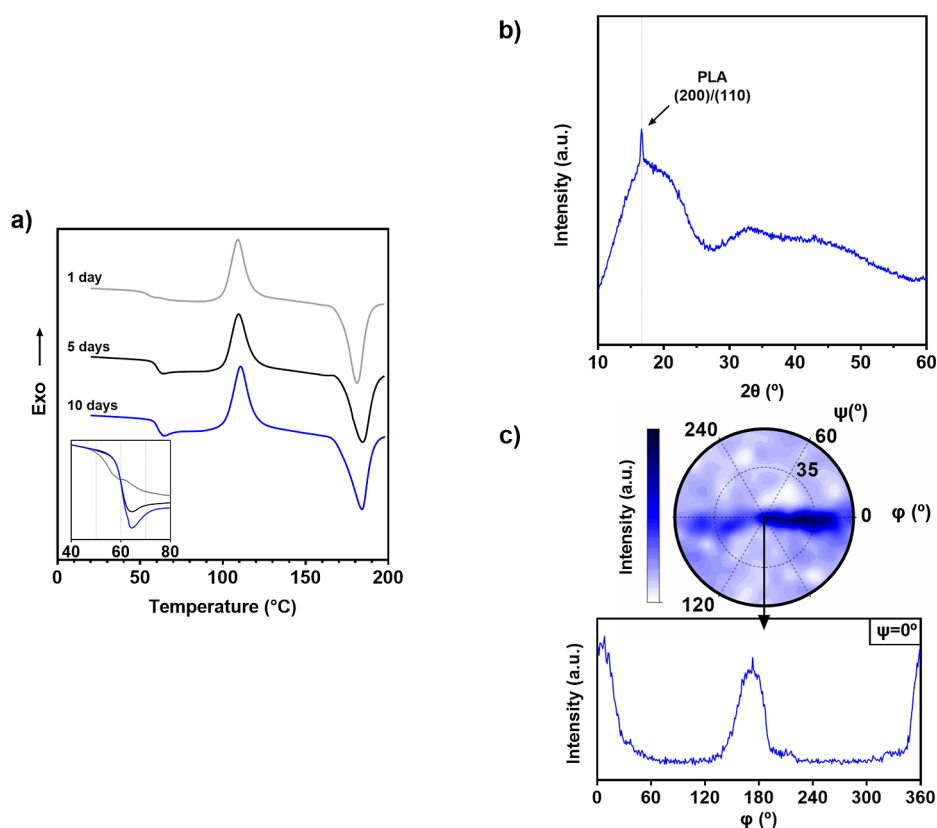 a)
Exo
1 day
5 days
10 days
40 60 80
0 50 100 150 200
Temperature (°C)
b)
Intensity (a.u.)
PLA
(200)/(110)
10 20 30 40 50 60
2θ (º)
c)
Intensity (a.u.)
ψ(º)
240
60
35
0
φ (º)
120
Intensity (a.u.)
ψ=0º
0 60 120 180 240 300 360
φ (º)